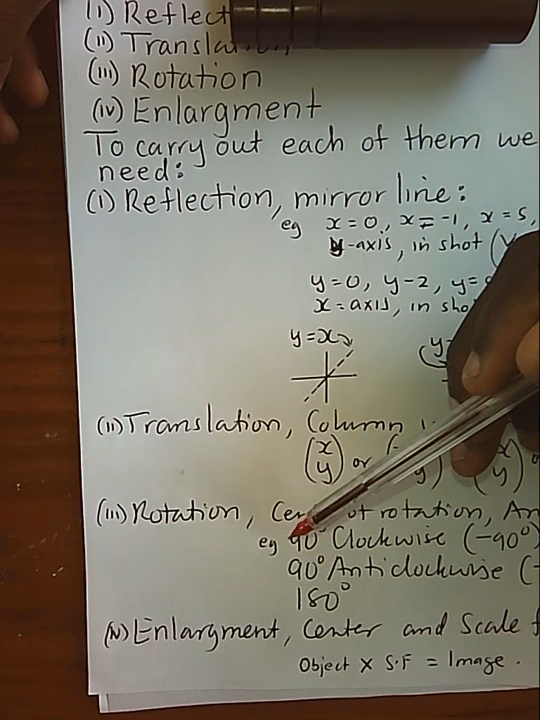 (i) Reflect
(ii) Translation
(iii) Rotation
(iv) Enlargment
To carry out each of them we
need:
(i) Reflection, mirror line:
eg x=0, x=-1, x=5,
y-axis, in shot (V
y=0, y-2, y=
x=axis, in sho
y=x
y=
(ii) Translation, Column
(x y) or
(iii) Rotation, Cen of rotation, An
eg 90° Clockwise (-90°)
90° Anticlockwise (-
180°
(iv) Enlargment, Center and Scale f
Object X S.F = Image.